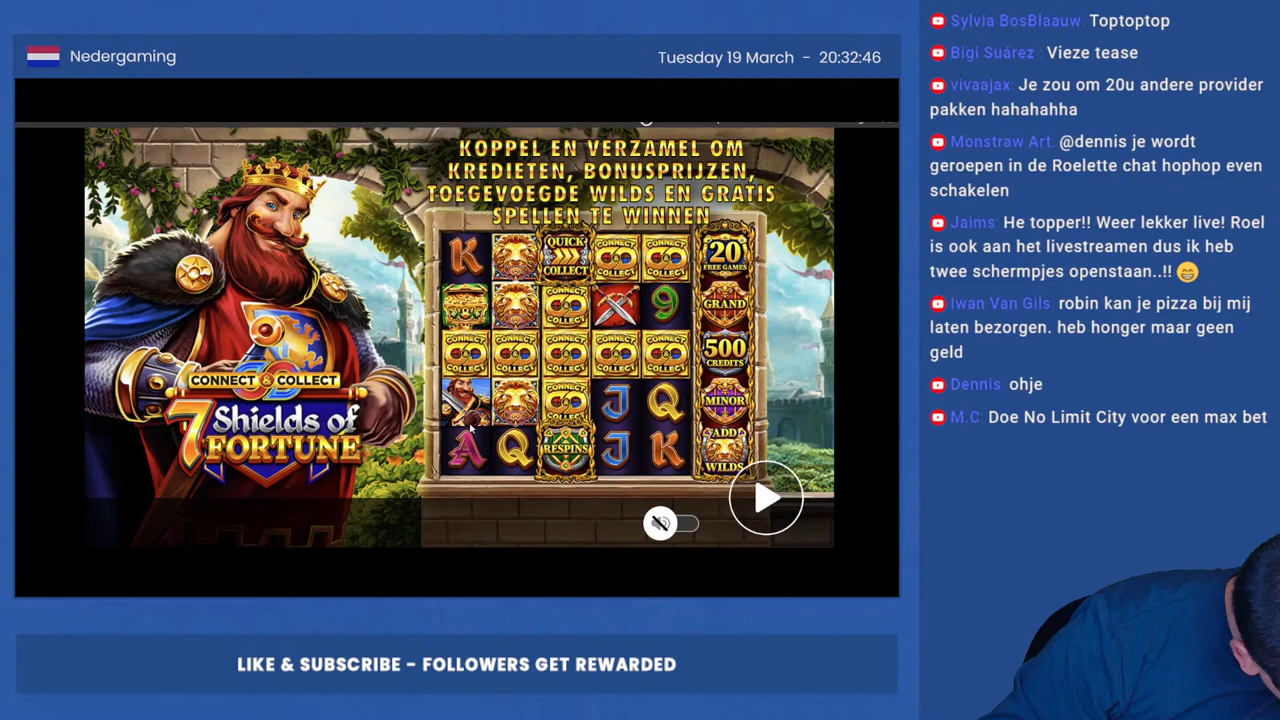 Nedergaming
Tuesday 19 March - 20:32:46
KOPPEL EN VERZAMEL OM
KREDIETEN, BONUSPRIJZEN,
TOEGEVOEGDE WILDS EN GRATIS
SPELLEN TE WINNEN
K
QUICK
COLLECT
CONNECT
COLLECT
CONNECT
COLLECT
20
FREE GAMES
CONNECT
COLLECT
9
GRAND
CONNECT
COLLECT
CONNECT
COLLECT
CONNECT
COLLECT
CONNECT
COLLECT
CONNECT
COLLECT
500
CREDITS
CONNECT
COLLECT
J
Q
MINOR
A
Q
RESPINS
J
K
ADD
WILDS
CONNECT & COLLECT
7 Shields of
FORTUNE
LIKE & SUBSCRIBE - FOLLOWERS GET REWARDED
Sylvia BosBlaauw: Toptoptop
Bigi Suárez : Vieze tease
vivaajax: Je zou om 20u andere provider
pakken hahahahha
Monstraw Art: @dennis je wordt
geroepen in de Roelette chat hophop even
schakelen
Jaims: He topper!! Weer lekker live! Roel
is ook aan het livestreamen dus ik heb
twee schermpjes openstaan..!! 😁
Iwan Van Gils: robin kan je pizza bij mij
laten bezorgen. heb honger maar geen
geld
Dennis: ohje
M.C: Doe No Limit City voor een max bet